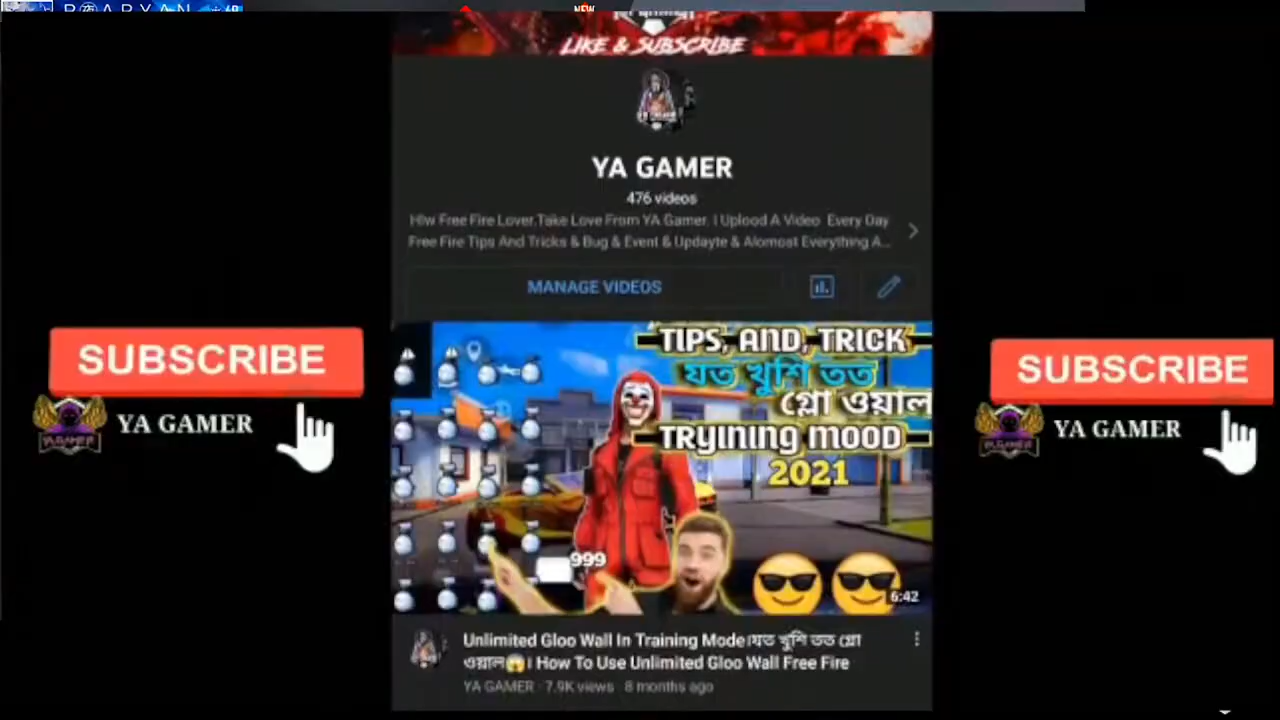 NEW
LIKE & SUBSCRIBE
YA GAMER
476 videos
Hlw Free Fire Lover.Take Love From YA Gamer. I Uplood A Video Every Day
Free Fire Tips And Tricks & Bug & Event & Updayte & Alomost Everything A...
MANAGE VIDEOS
TIPS, AND, TRICK
যত খুশি তত
গ্লো ওয়াল
TRYINING MOOD
2021
999
6:42
SUBSCRIBE
YA GAMER
SUBSCRIBE
YA GAMER
Unlimited Gloo Wall In Training Mode।যত খুশি তত গ্লো
ওয়াল😱। How To Use Unlimited Gloo Wall Free Fire
YA GAMER · 7.9K views · 8 months ago